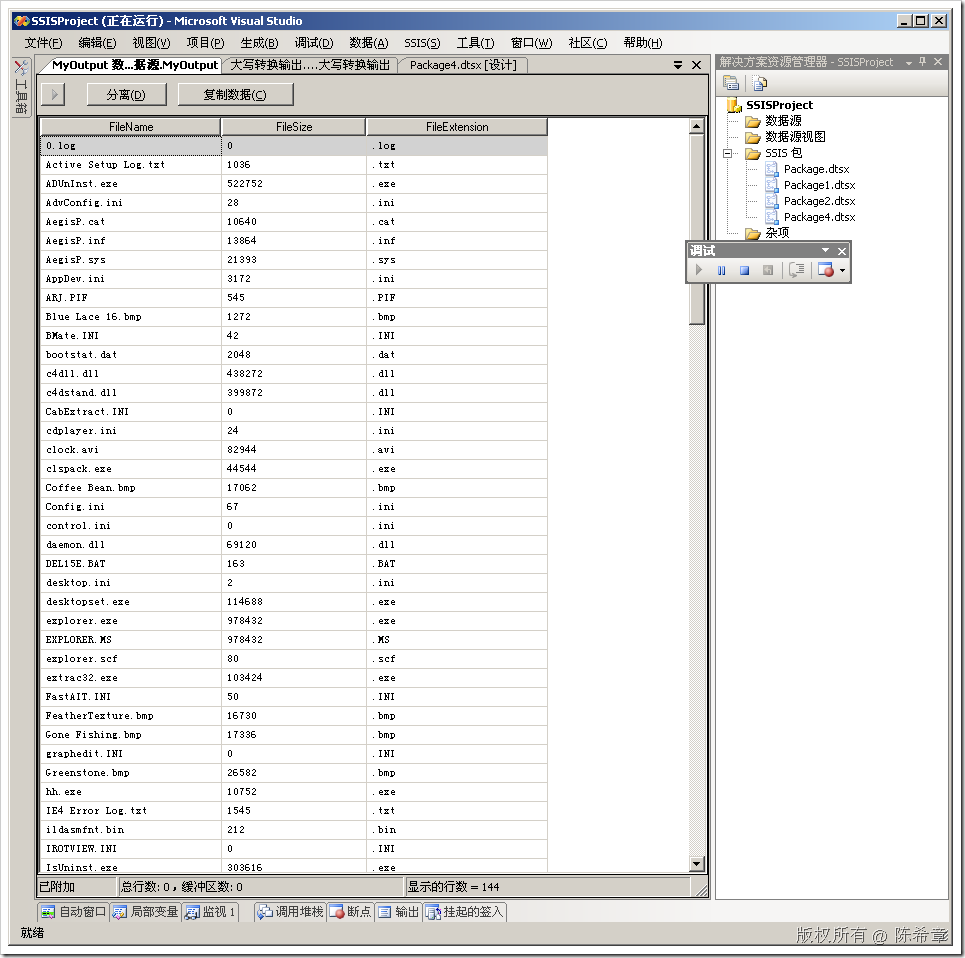 SSISProject (正在运行) - Microsoft Visual Studio
文件(F) 编辑(E) 视图(V) 项目(P) 生成(B) 调试(D) 数据(A) SSIS(S) 工具(T) 窗口(W) 社区(C) 帮助(H)
工具箱
MyOutput 数...据源.MyOutput 大写转换输出....大写转换输出 Package4.dtsx [设计]
分离(D) 复制数据(C)
FileName FileSize FileExtension
0.log 0 .log
Active Setup Log.txt 1036 .txt
ADUnInst.exe 522752 .exe
AdvConfig.ini 28 .ini
AegisP.cat 10640 .cat
AegisP.inf 13864 .inf
AegisP.sys 21393 .sys
AppDev.ini 3172 .ini
ARJ.PIF 545 .PIF
Blue Lace 16.bmp 1272 .bmp
BMate.INI 42 .INI
bootstat.dat 2048 .dat
c4dll.dll 438272 .dll
c4dstand.dll 399872 .dll
CabExtract.INI 0 .INI
cdplayer.ini 24 .ini
clock.avi 82944 .avi
clspack.exe 44544 .exe
Coffee Bean.bmp 17062 .bmp
Config.ini 67 .ini
control.ini 0 .ini
daemon.dll 69120 .dll
DEL15E.BAT 163 .BAT
desktop.ini 2 .ini
desktopset.exe 114688 .exe
explorer.exe 978432 .exe
EXPLORER.MS 978432 .MS
explorer.scf 80 .scf
extrac32.exe 103424 .exe
FastAIT.INI 50 .INI
FeatherTexture.bmp 16730 .bmp
Gone Fishing.bmp 17336 .bmp
graphedit.INI 0 .INI
Greenstone.bmp 26582 .bmp
hh.exe 10752 .exe
IE4 Error Log.txt 1545 .txt
ildasmfnt.bin 212 .bin
IROTVIEW.INI 0 .INI
IsUninst.exe 303616 .exe
已附加 总行数: 0，缓冲区数: 0 显示的行数 = 144
解决方案资源管理器 - SSISProject
SSISProject
数据源
数据源视图
SSIS 包
Package.dtsx
Package1.dtsx
Package2.dtsx
Package4.dtsx
杂项
调试
自动窗口 局部变量 监视 1 调用堆栈 断点 输出 挂起的签入
就绪
版权所有 @ 陈希章